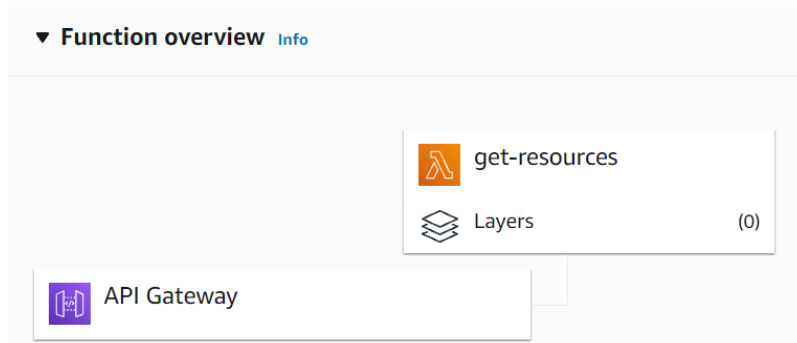 Function overview Info
get-resources
Layers (0)
API Gateway